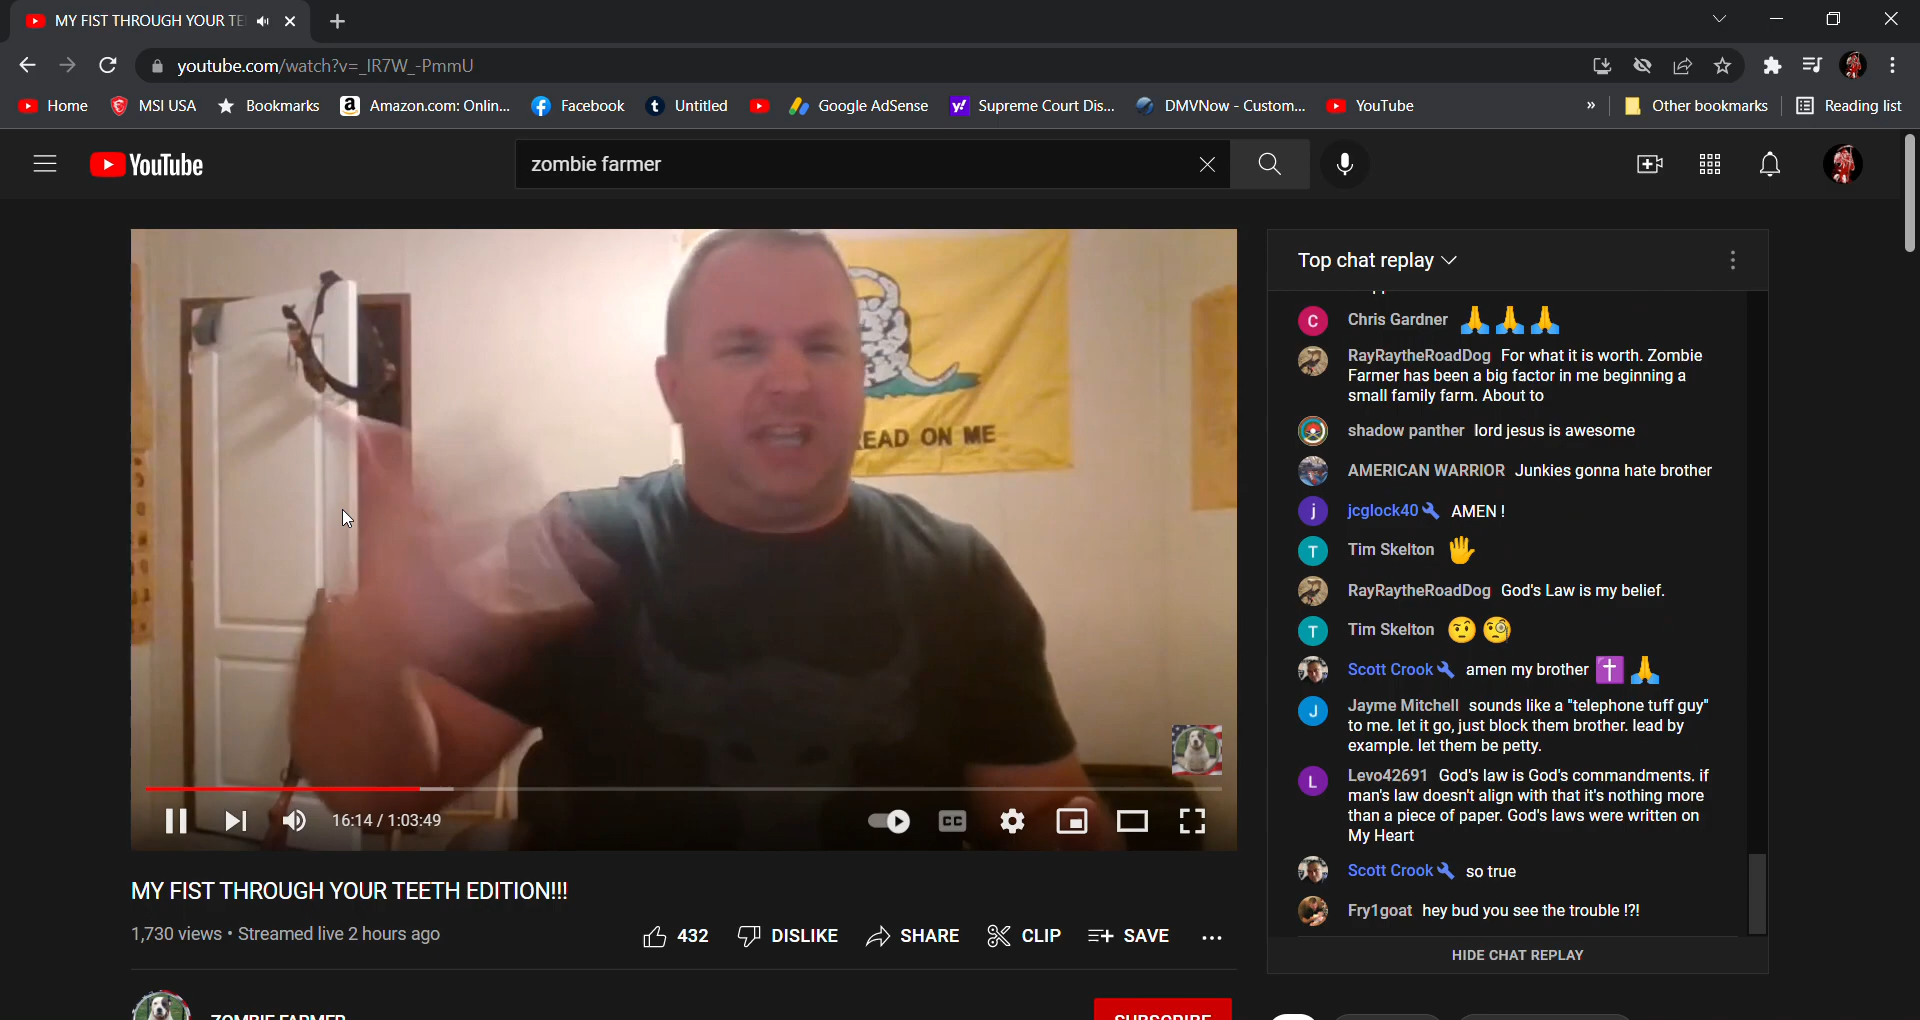 MY FIST THROUGH YOUR TE
youtube.com/watch?v=_IR7W_-PmmU
Home MSI USA Bookmarks Amazon.com: Onlin... Facebook Untitled Google AdSense Supreme Court Dis... DMVNow - Custom... YouTube » Other bookmarks Reading list
YouTube
zombie farmer
READ ON ME
16:14 / 1:03:49
CC
MY FIST THROUGH YOUR TEETH EDITION!!!
1,730 views • Streamed live 2 hours ago
432 DISLIKE SHARE CLIP SAVE ...
ZOMBIE FARMER
SUBSCRIBE
Top chat replay
Chris Gardner 🙏🙏🙏
RayRaytheRoadDog For what it is worth. Zombie
Farmer has been a big factor in me beginning a
small family farm. About to
shadow panther lord jesus is awesome
AMERICAN WARRIOR Junkies gonna hate brother
j jcglock40 AMEN !
T Tim Skelton 🖐
RayRaytheRoadDog God's Law is my belief.
T Tim Skelton 🤨🧐
Scott Crook amen my brother ✝️🙏
J Jayme Mitchell sounds like a "telephone tuff guy"
to me. let it go, just block them brother. lead by
example. let them be petty.
L Levo42691 God's law is God's commandments. if
man's law doesn't align with that it's nothing more
than a piece of paper. God's laws were written on
My Heart
Scott Crook so true
Fry1goat hey bud you see the trouble !?!
HIDE CHAT REPLAY